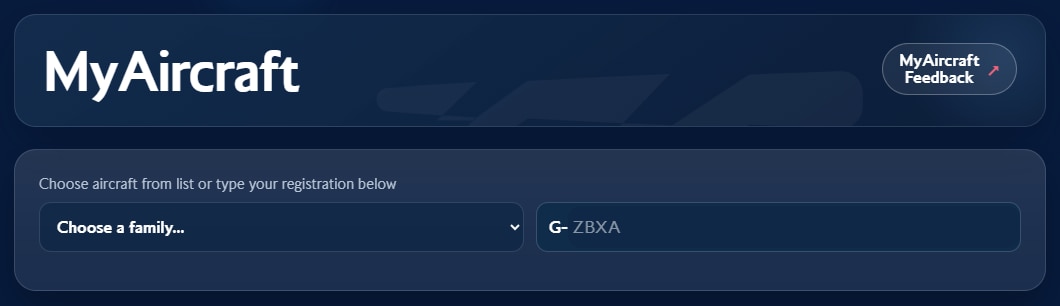 MyAircraft
MyAircraft
Feedback
Choose aircraft from list or type your registration below
Choose a family...
G- ZBXA